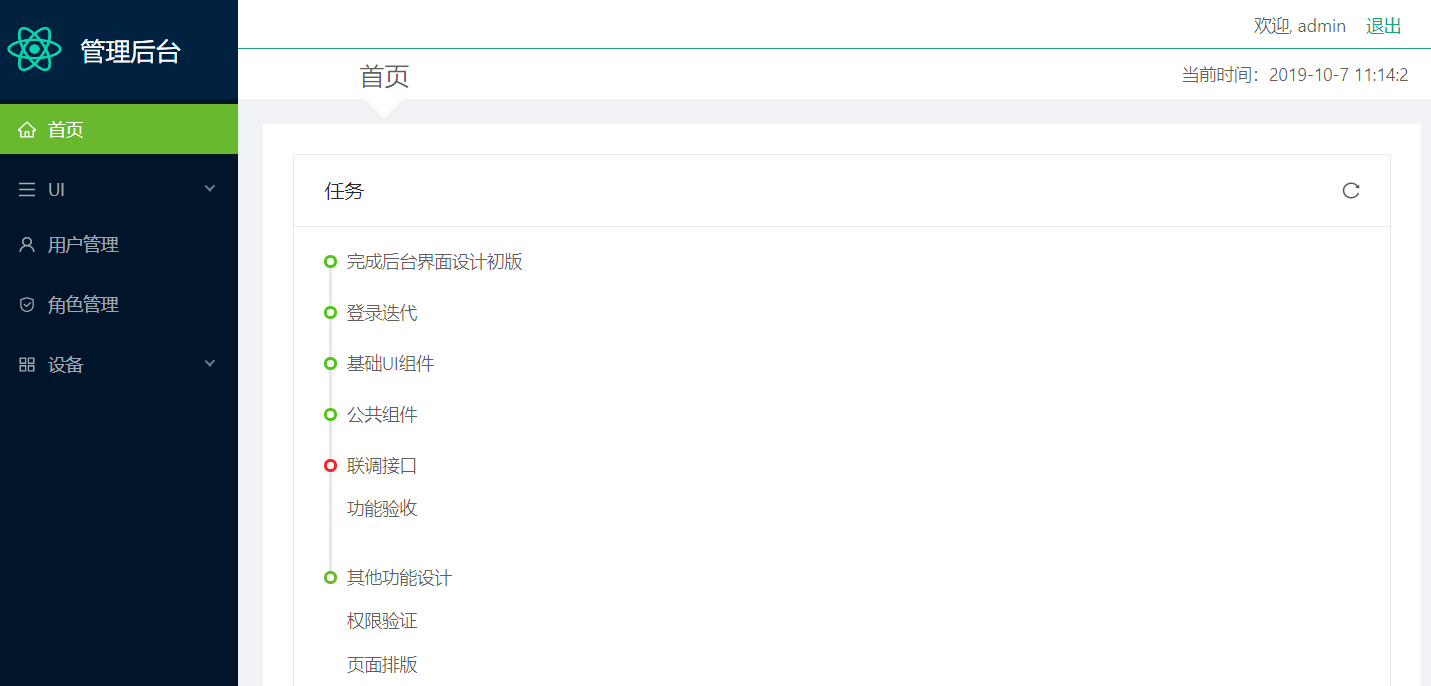 管理后台
首页
UI
用户管理
角色管理
设备
欢迎, admin 退出
首页
当前时间：2019-10-7 11:14:2
任务
完成后台界面设计初版
登录迭代
基础UI组件
公共组件
联调接口
功能验收
其他功能设计
权限验证
页面排版